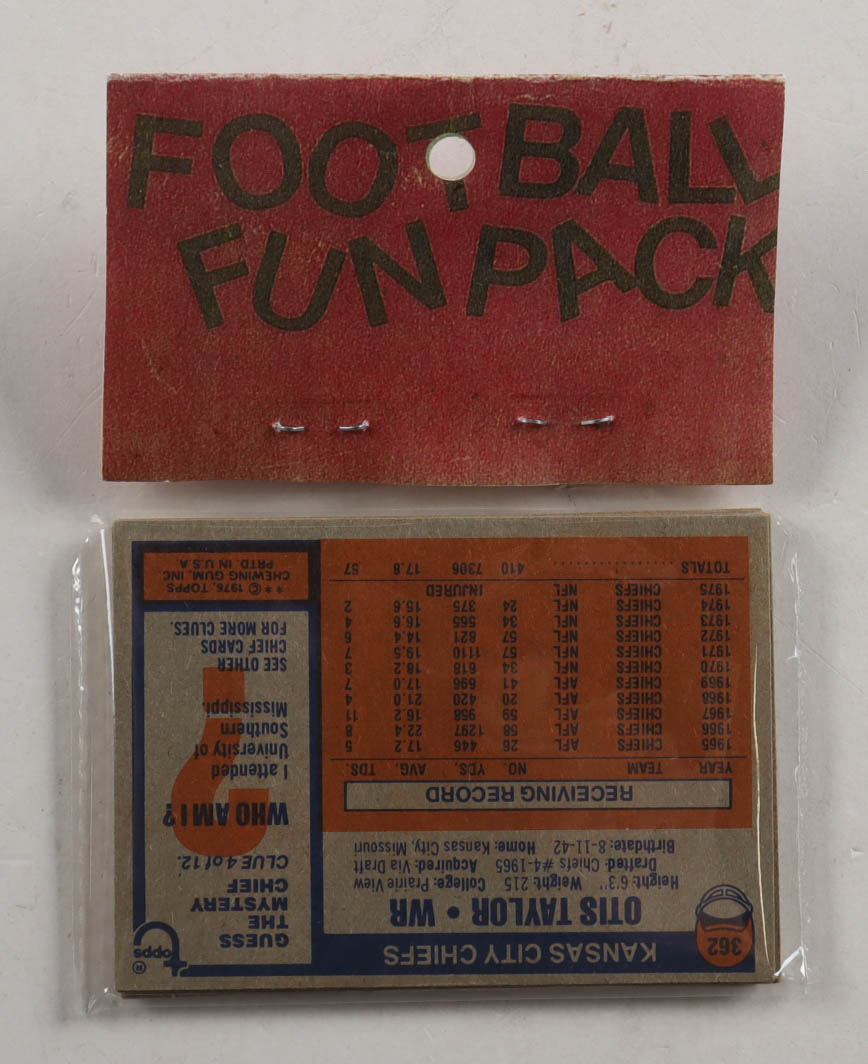 FOOTBALL
FUN PACK
362
KANSAS CITY CHIEFS
OTIS TAYLOR • WR
Height: 6'3" Weight: 215 College: Prairie View
Drafted: Chiefs #4-1965 Acquired: Via Draft
Birthdate: 8-11-42 Home: Kansas City, Missouri
RECEIVING RECORD
YEAR TEAM NO. YDS. AVG. TDS.
1965 CHIEFS AFL 26 446 17.2 5
1966 CHIEFS AFL 58 1297 22.4 8
1967 CHIEFS AFL 59 958 16.2 11
1968 CHIEFS AFL 20 420 21.0 4
1969 CHIEFS AFL 41 696 17.0 7
1970 CHIEFS NFL 34 618 18.2 3
1971 CHIEFS NFL 57 1110 19.5 7
1972 CHIEFS NFL 57 821 14.4 6
1973 CHIEFS NFL 34 565 16.6 4
1974 CHIEFS NFL 24 375 15.6 2
1975 CHIEFS NFL INJURED
TOTALS .................... 410 7306 17.8 57
topps
®
GUESS
THE
MYSTERY
CHIEF
CLUE 4 of 12.
WHO AM I?
I attended
University of
Southern
Mississippi.
SEE OTHER
CHIEF CARDS
FOR MORE CLUES.
?
**© 1976, TOPPS
CHEWING GUM, INC
PRTD. IN U.S.A.